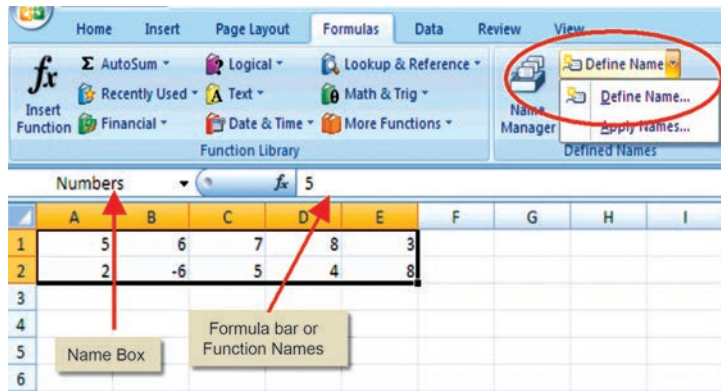 Home Insert Page Layout Formulas Data Review View
fx Insert Function
Σ AutoSum
Recently Used
Financial
Logical
Text
Date & Time
Lookup & Reference
Math & Trig
More Functions
Function Library
Name Manager
Define Name
Define Name...
Apply Names...
Defined Names
Numbers fx 5
A B C D E F G H I
1 5 6 7 8 3
2 2 -6 5 4 8
3
4
5
6
Name Box
Formula bar or
Function Names